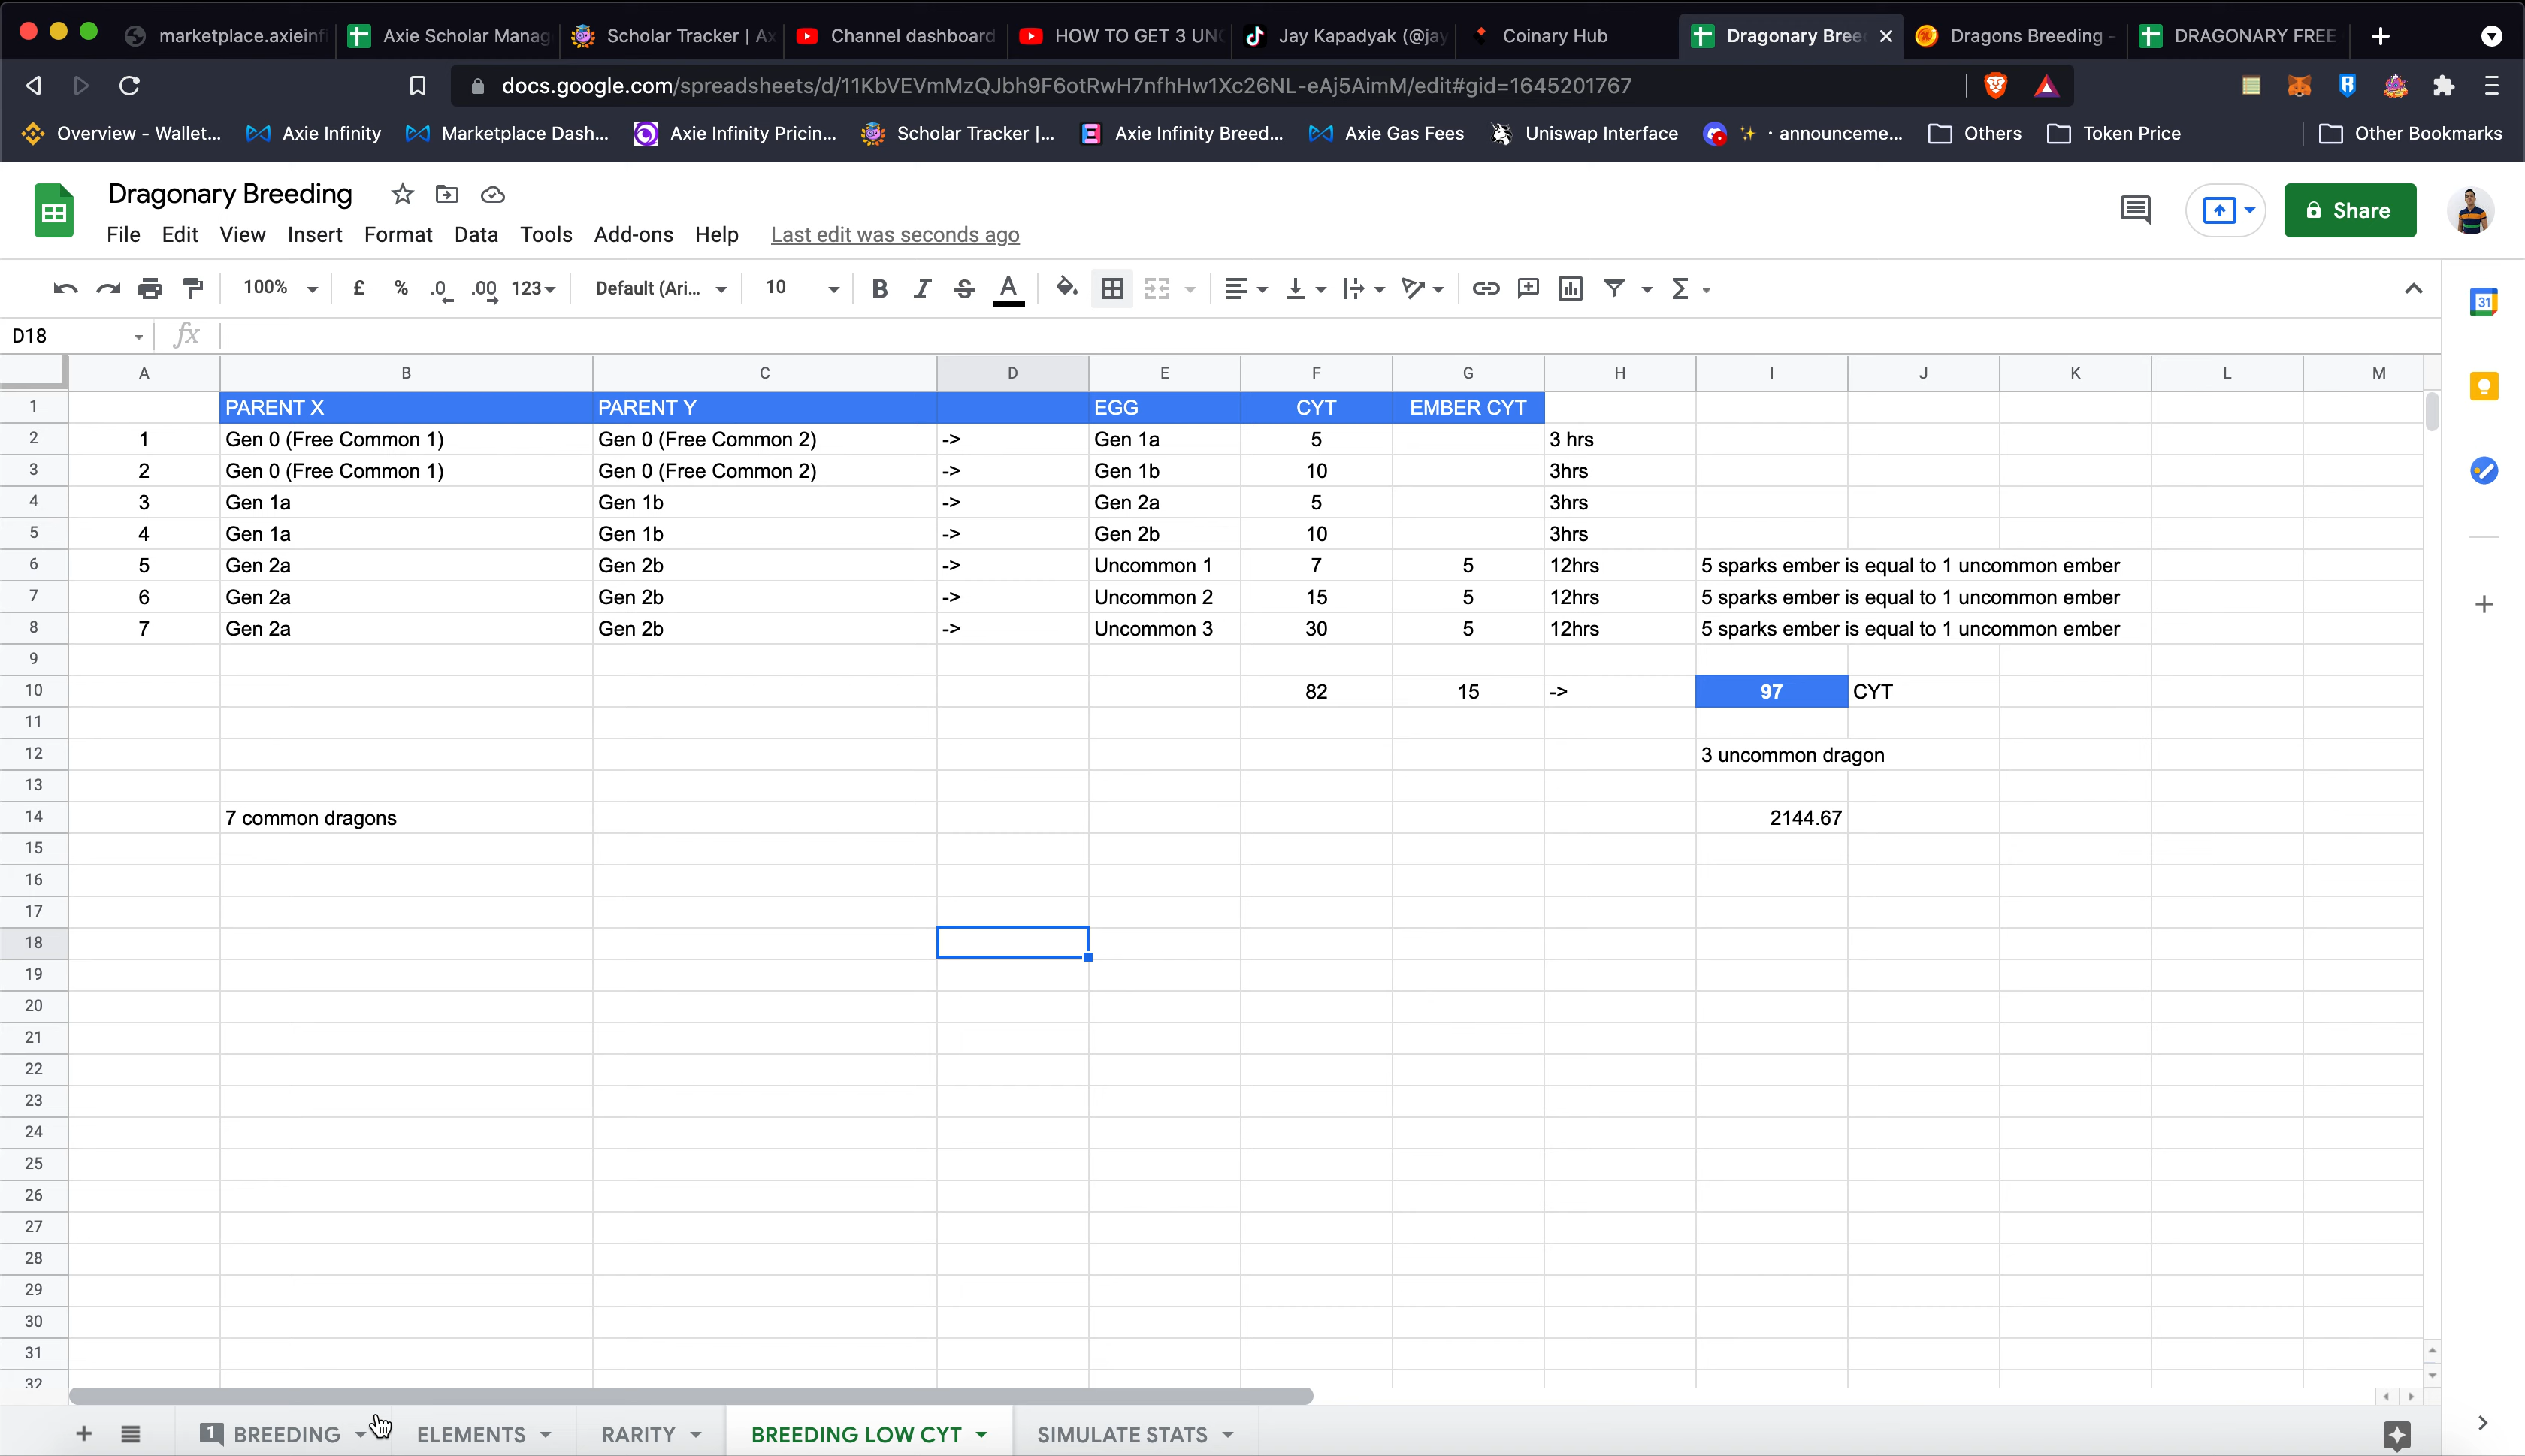 marketplace.axieinfi Axie Scholar Manag Scholar Tracker | Ax Channel dashboard HOW TO GET 3 UNC Jay Kapadyak (@jay Coinary Hub Dragonary Bree Dragons Breeding - DRAGONARY FREE
docs.google.com/spreadsheets/d/11KbVEVmMzQJbh9F6otRwH7nfhHw1Xc26NL-eAj5AimM/edit#gid=1645201767
Overview - Wallet... Axie Infinity Marketplace Dash... Axie Infinity Pricin... Scholar Tracker |... Axie Infinity Breed... Axie Gas Fees Uniswap Interface · announceme... Others Token Price Other Bookmarks
Dragonary Breeding
File Edit View Insert Format Data Tools Add-ons Help Last edit was seconds ago
Share
100% £ % .0 .00 123 Default (Ari... 10 B I S A Σ
31
D18 fx
A B C D E F G H I J K L M
1 PARENT X PARENT Y EGG CYT EMBER CYT
2 1 Gen 0 (Free Common 1) Gen 0 (Free Common 2) -> Gen 1a 5 3 hrs
3 2 Gen 0 (Free Common 1) Gen 0 (Free Common 2) -> Gen 1b 10 3hrs
4 3 Gen 1a Gen 1b -> Gen 2a 5 3hrs
5 4 Gen 1a Gen 1b -> Gen 2b 10 3hrs
6 5 Gen 2a Gen 2b -> Uncommon 1 7 5 12hrs 5 sparks ember is equal to 1 uncommon ember
7 6 Gen 2a Gen 2b -> Uncommon 2 15 5 12hrs 5 sparks ember is equal to 1 uncommon ember
8 7 Gen 2a Gen 2b -> Uncommon 3 30 5 12hrs 5 sparks ember is equal to 1 uncommon ember
9
10 82 15 -> 97 CYT
11
12 3 uncommon dragon
13
14 7 common dragons 2144.67
15
16
17
18
19
20
21
22
23
24
25
26
27
28
29
30
31
32
1 BREEDING ELEMENTS RARITY BREEDING LOW CYT SIMULATE STATS